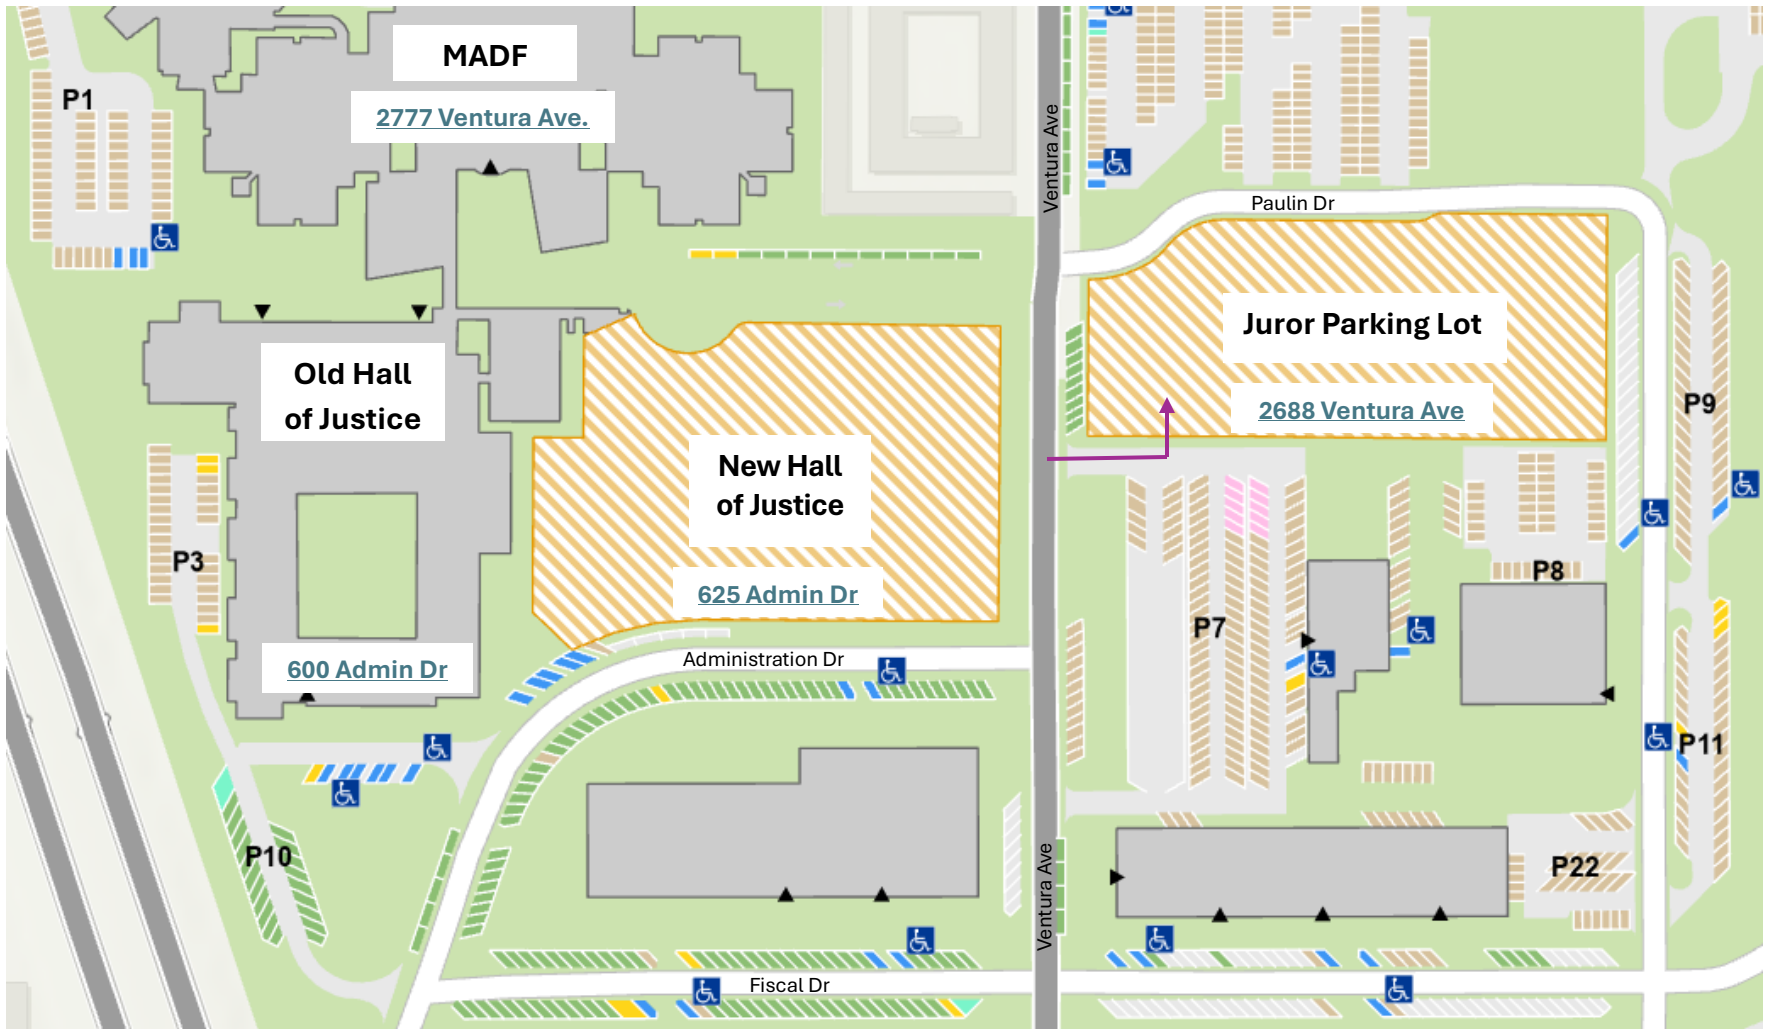 MADF
2777 Ventura Ave.
P1
Ventura Ave
Paulin Dr
Juror Parking Lot
2688 Ventura Ave
Old Hall
of Justice
600 Admin Dr
New Hall
of Justice
625 Admin Dr
P9
P3
P7
P8
Administration Dr
P11
P10
Ventura Ave
P22
Fiscal Dr